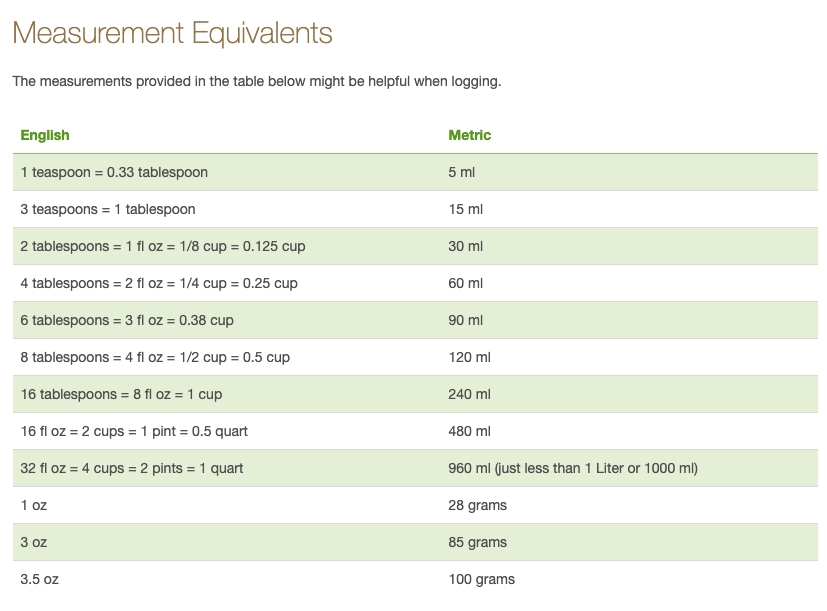 Measurement Equivalents
The measurements provided in the table below might be helpful when logging.
English Metric
1 teaspoon = 0.33 tablespoon 5 ml
3 teaspoons = 1 tablespoon 15 ml
2 tablespoons = 1 fl oz = 1/8 cup = 0.125 cup 30 ml
4 tablespoons = 2 fl oz = 1/4 cup = 0.25 cup 60 ml
6 tablespoons = 3 fl oz = 0.38 cup 90 ml
8 tablespoons = 4 fl oz = 1/2 cup = 0.5 cup 120 ml
16 tablespoons = 8 fl oz = 1 cup 240 ml
16 fl oz = 2 cups = 1 pint = 0.5 quart 480 ml
32 fl oz = 4 cups = 2 pints = 1 quart 960 ml (just less than 1 Liter or 1000 ml)
1 oz 28 grams
3 oz 85 grams
3.5 oz 100 grams